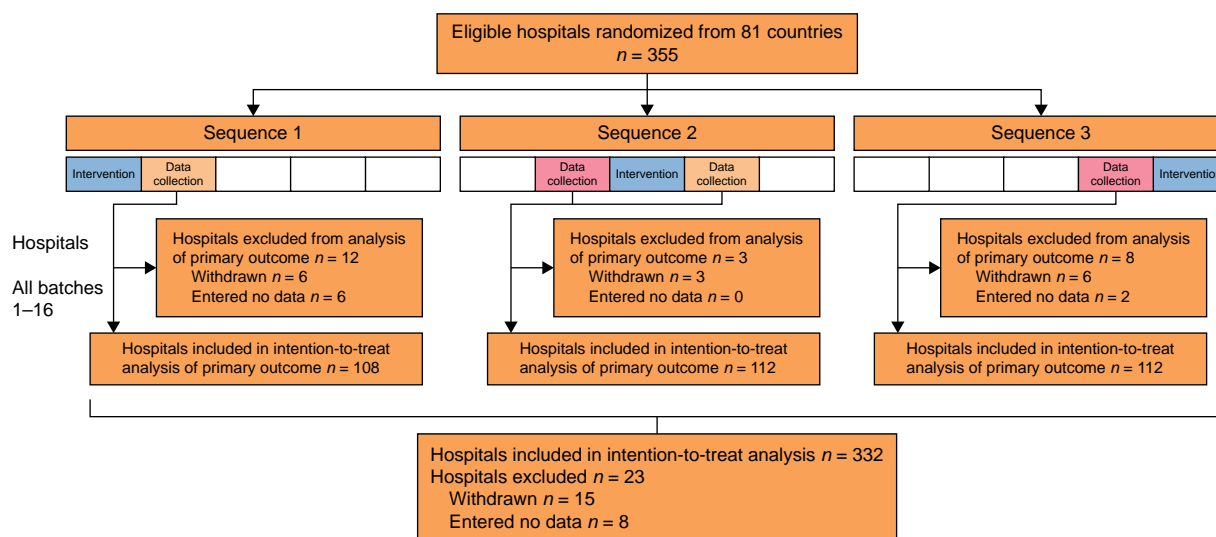 Eligible hospitals randomized from 81 countries
n = 355
Sequence 1
Sequence 2
Sequence 3
Intervention
Data
collection
Data
collection
Intervention
Data
collection
Data
collection
Intervention
Hospitals
All batches
1–16
Hospitals excluded from analysis
of primary outcome n = 12
Withdrawn n = 6
Entered no data n = 6
Hospitals excluded from analysis
of primary outcome n = 3
Withdrawn n = 3
Entered no data n = 0
Hospitals excluded from analysis
of primary outcome n = 8
Withdrawn n = 6
Entered no data n = 2
Hospitals included in intention-to-treat
analysis of primary outcome n = 108
Hospitals included in intention-to-treat
analysis of primary outcome n = 112
Hospitals included in intention-to-treat
analysis of primary outcome n = 112
Hospitals included in intention-to-treat analysis n = 332
Hospitals excluded n = 23
Withdrawn n = 15
Entered no data n = 8